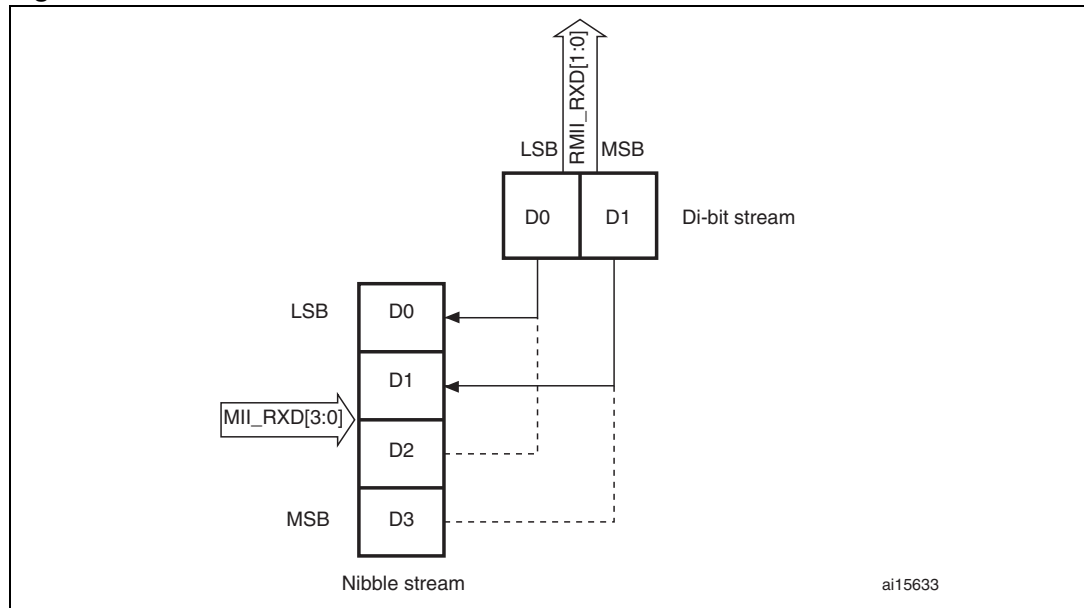 RMII_RXD[1:0]
LSB MSB
D0 D1 Di-bit stream
LSB D0
D1
MII_RXD[3:0]
D2
MSB D3
Nibble stream
ai15633